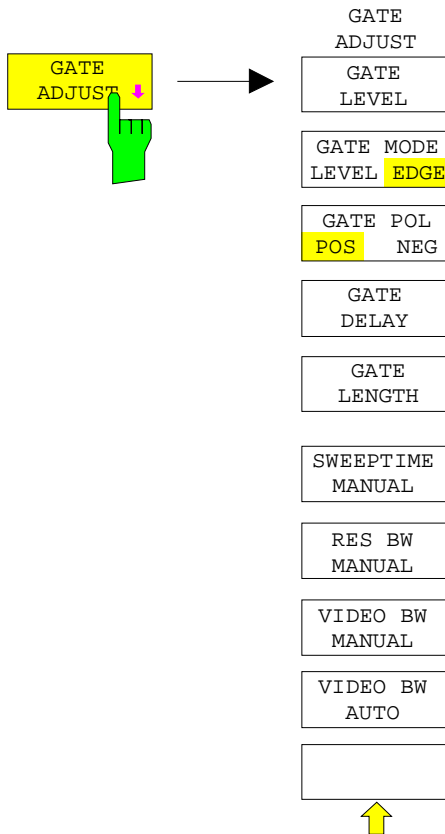 GATE
ADJUST
GATE
ADJUST
GATE
LEVEL
GATE MODE
LEVEL EDGE
GATE POL
POS NEG
GATE
DELAY
GATE
LENGTH
SWEEPTIME
MANUAL
RES BW
MANUAL
VIDEO BW
MANUAL
VIDEO BW
AUTO